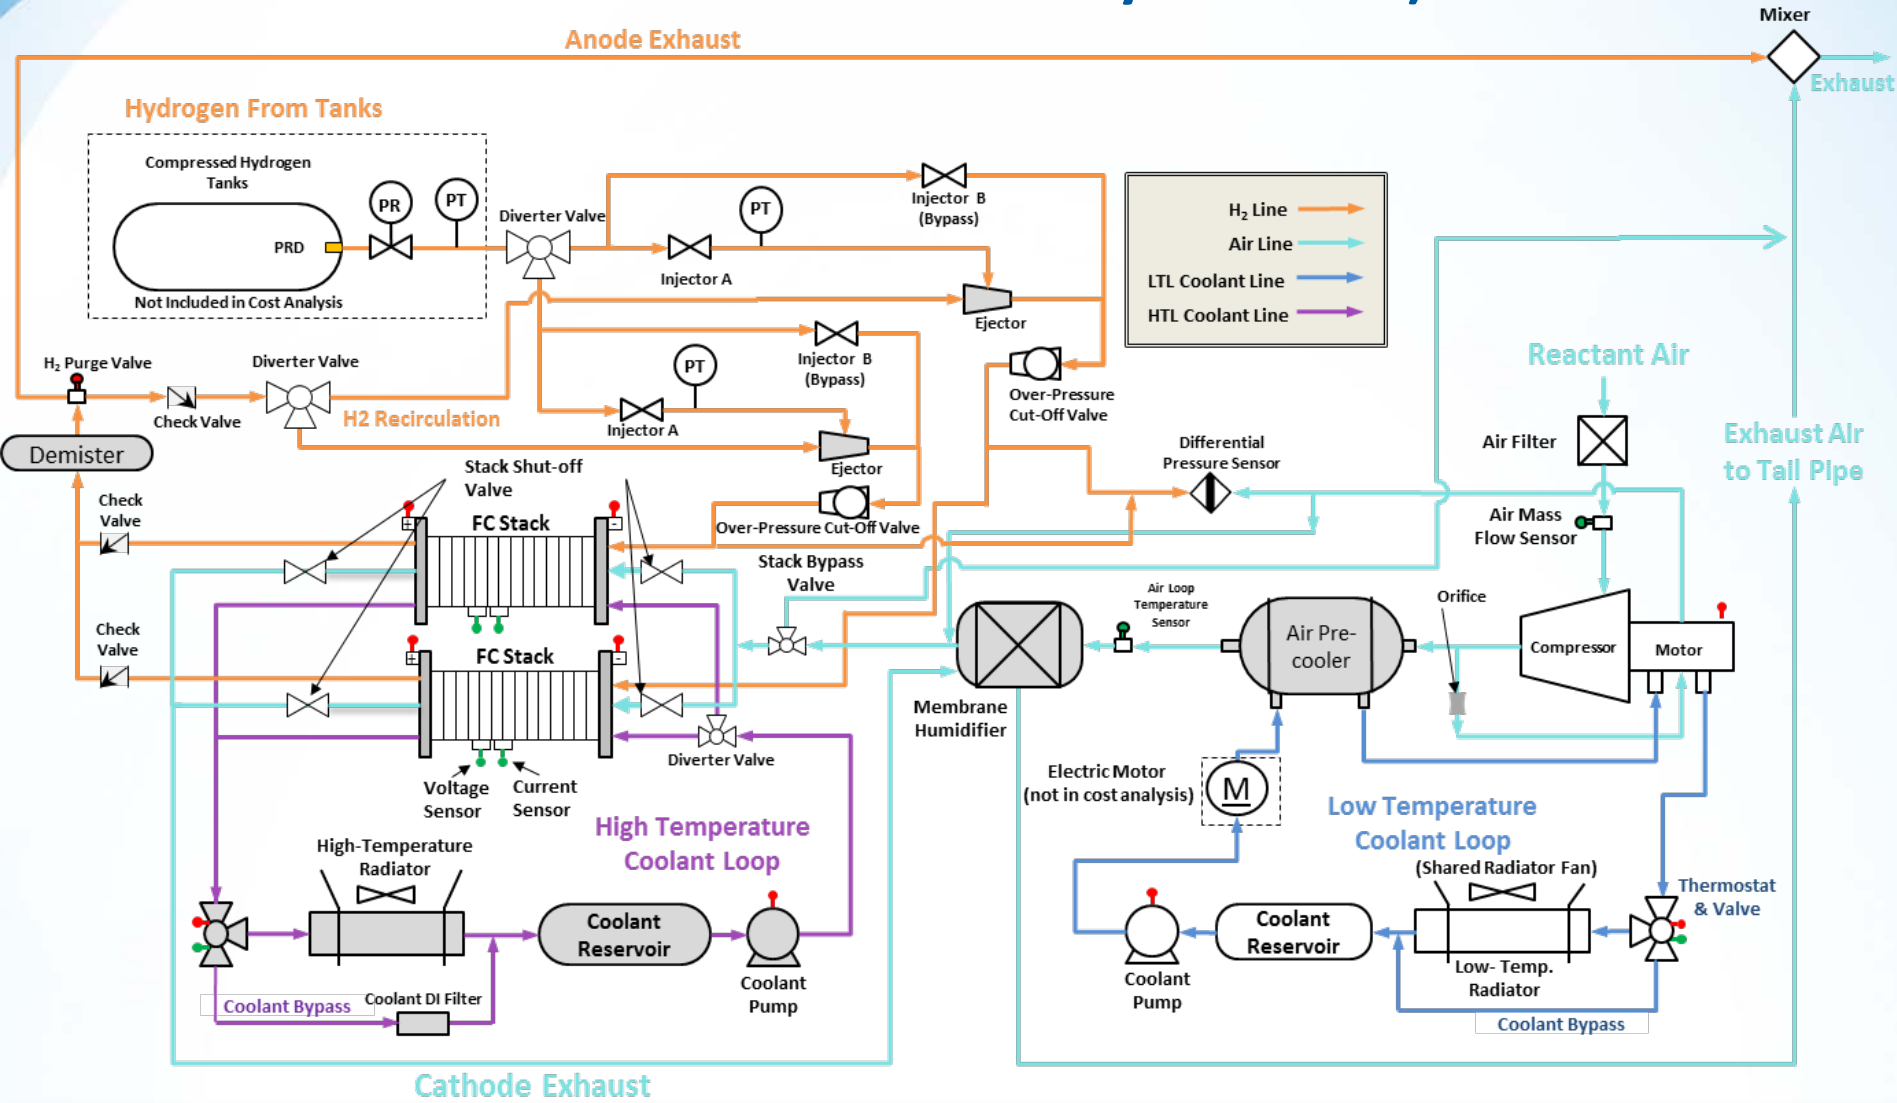 Mixer
Anode Exhaust
Exhaust
Hydrogen From Tanks
Compressed Hydrogen
Tanks
PR
PT
PRD
Not Included in Cost Analysis
Diverter Valve
Injector B
(Bypass)
PT
Injector A
Ejector
H₂ Line
Air Line
LTL Coolant Line
HTL Coolant Line
H₂ Purge Valve
Diverter Valve
Check Valve
H2 Recirculation
Demister
PT
Injector B
(Bypass)
Injector A
Ejector
Over-Pressure
Cut-Off Valve
Reactant Air
Air Filter
Exhaust Air
to Tail Pipe
Differential
Pressure Sensor
Stack Shut-off
Valve
Over-Pressure Cut-Off Valve
Check
Valve
+
FC Stack
-
Air Mass
Flow Sensor
Stack Bypass
Valve
Air Loop
Temperature
Sensor
Orifice
Check
Valve
+
FC Stack
-
Air Pre-
cooler
Compressor
Motor
Membrane
Humidifier
Diverter Valve
Voltage
Sensor
Current
Sensor
Electric Motor
(not in cost analysis)
M
High Temperature
Coolant Loop
Low Temperature
Coolant Loop
High-Temperature
Radiator
(Shared Radiator Fan)
Thermostat
& Valve
Coolant
Reservoir
Coolant
Pump
Coolant
Pump
Coolant
Reservoir
Low- Temp.
Radiator
Coolant Bypass
Coolant DI Filter
Coolant Bypass
Cathode Exhaust